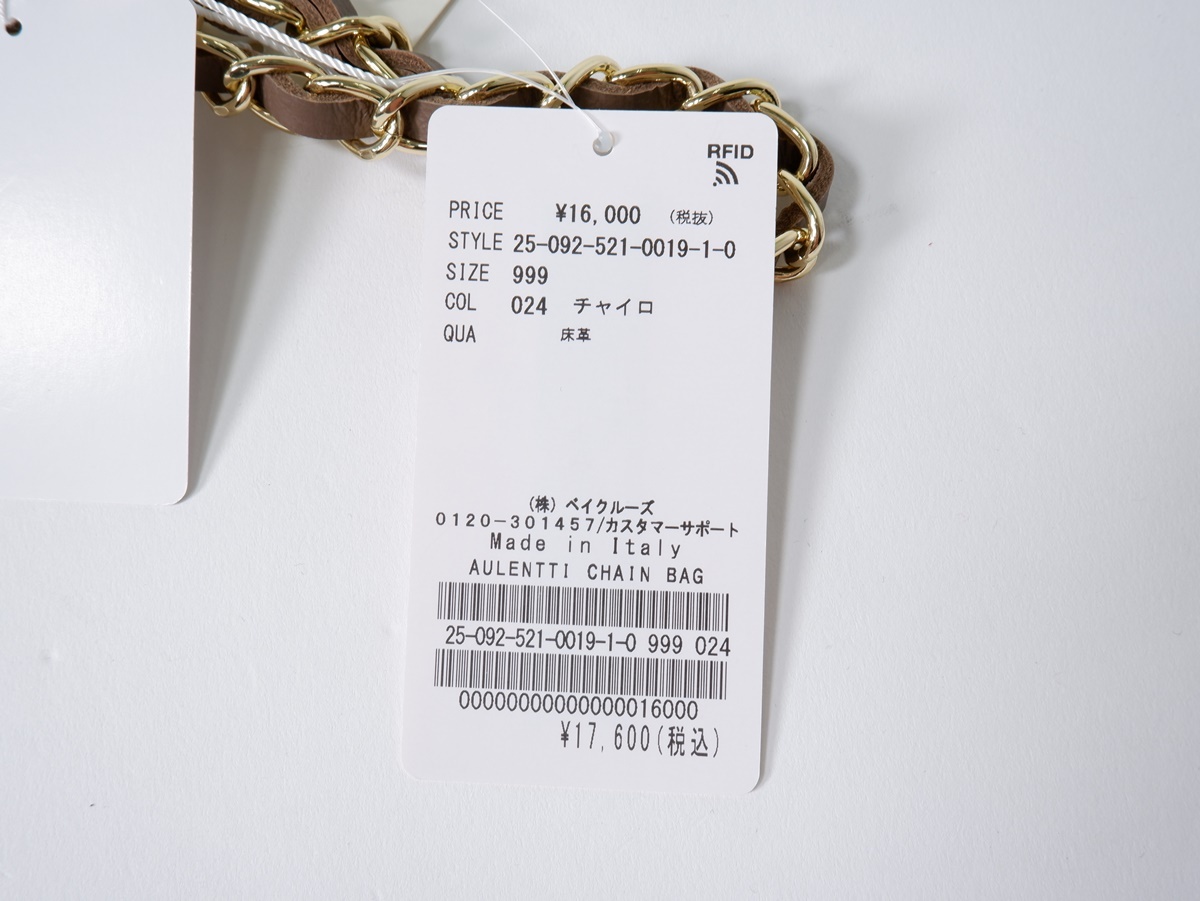 RFID
PRICE ¥16,000 (税抜)
STYLE 25-092-521-0019-1-0
SIZE 999
COL 024 チャイロ
QUA 床革
(株) ベイクルーズ
0120-301457/カスタマーサポート
Made in Italy
AULENTTI CHAIN BAG
25-092-521-0019-1-0 999 024
00000000000000016000
¥17,600(税込)